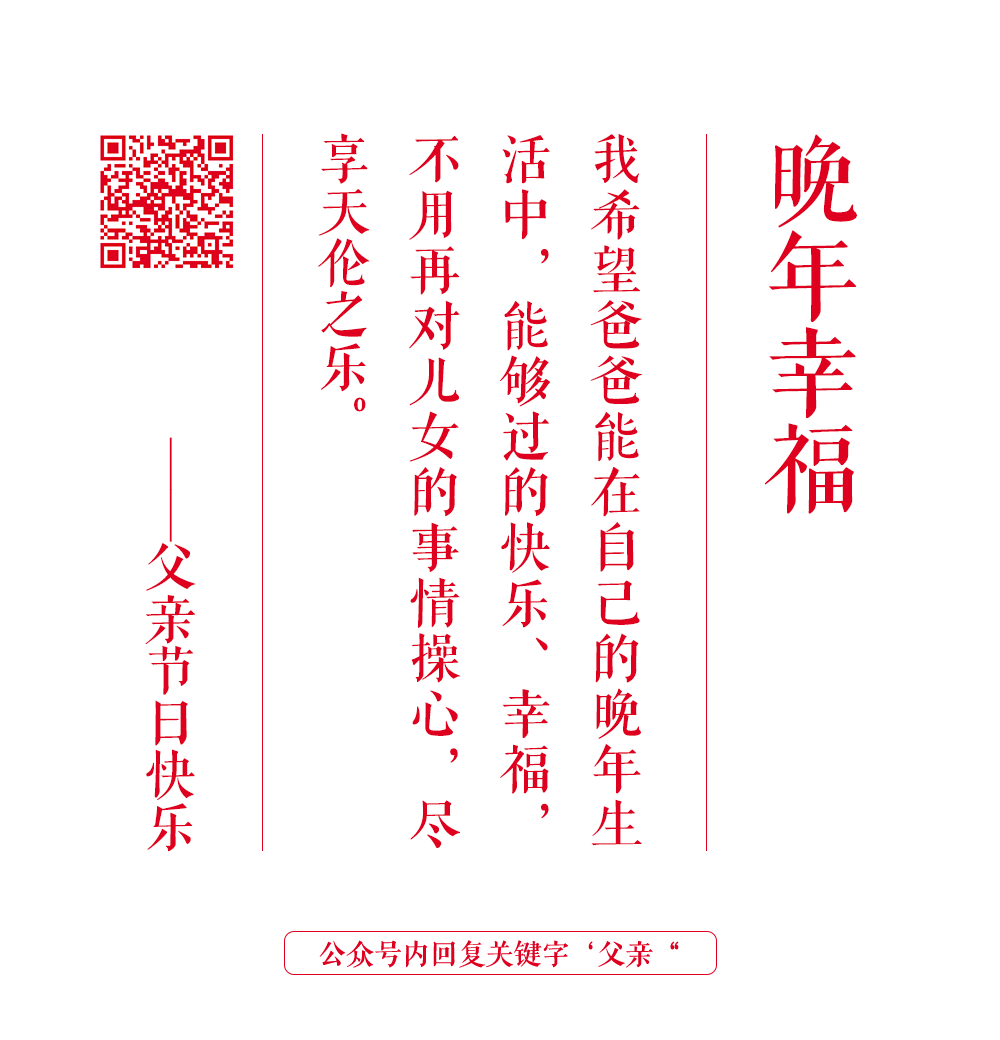 晚年幸福
我希望爸爸能在自己的晚年生
活中，能够过的快乐、幸福，
不用再对儿女的事情操心，尽
享天伦之乐。
——父亲节日快乐
公众号内回复关键字‘父亲“